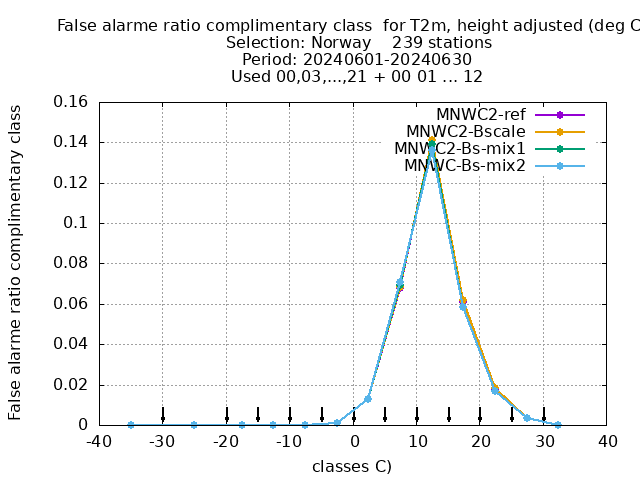 False alarme ratio complimentary class  for T2m, height adjusted (deg C
Selection: Norway    239 stations
Period: 20240601-20240630
Used 00,03,...,21 + 00 01 ... 12
False alarme ratio complimentary class
0.16
0.14
0.12
0.1
0.08
0.06
0.04
0.02
0
MNWC2-ref
MNWC2-Bscale
MNWC2-Bs-mix1
MNWC-Bs-mix2
-40 -30 -20 -10 0 10 20 30 40
classes C)